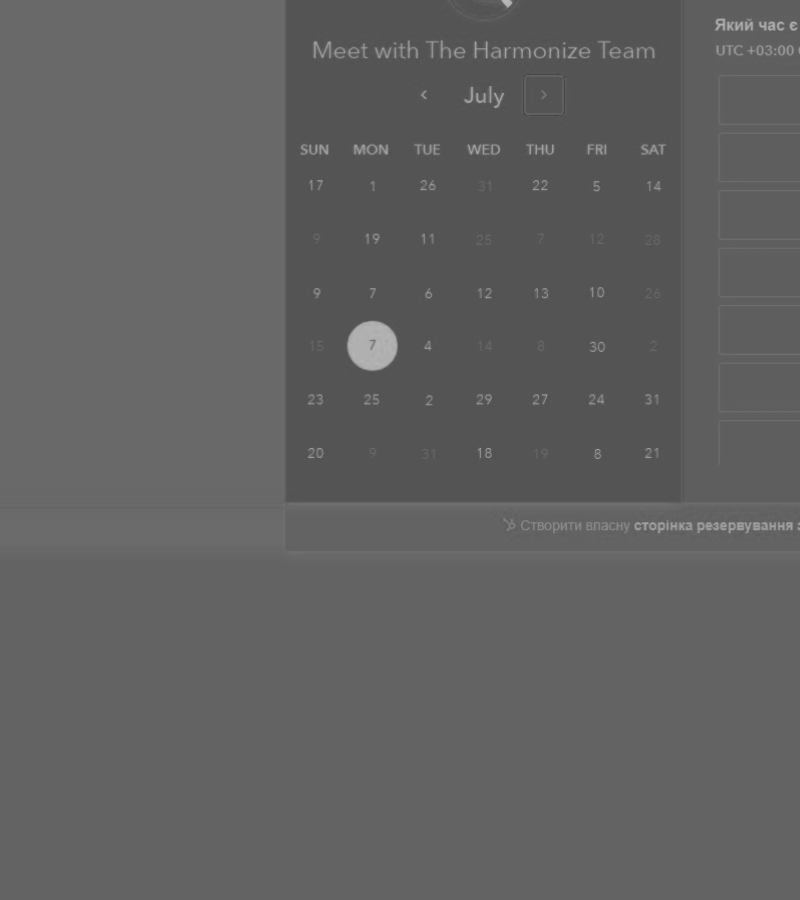 Meet with The Harmonize Team
July
SUN MON TUE WED THU FRI SAT
17 1 26 31 22 5 14
9 19 11 25 7 12 28
9 7 6 12 13 10 26
15 7 4 14 8 30 2
23 25 2 29 27 24 31
20 9 31 18 19 8 21
Який час є
UTC +03:00
Створити власну сторінка резервування